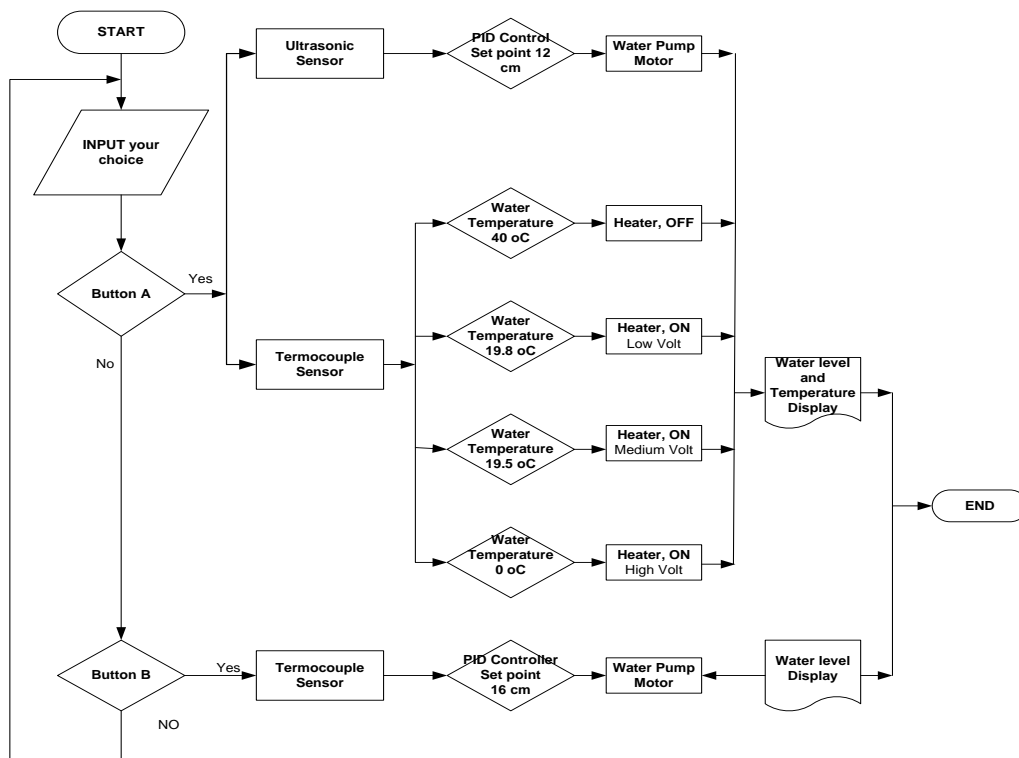 START
INPUT your
choice
Button A
Yes
No
Ultrasonic
Sensor
PID Control
Set point 12
cm
Water Pump
Motor
Termocouple
Sensor
Water
Temperature
40 oC
Heater, OFF
Water
Temperature
19.8 oC
Heater, ON
Low Volt
Water
Temperature
19.5 oC
Heater, ON
Medium Volt
Water
Temperature
0 oC
Heater, ON
High Volt
Water level
and
Temperature
Display
END
Button B
Yes
NO
Termocouple
Sensor
PID Controller
Set point
16 cm
Water Pump
Motor
Water level
Display